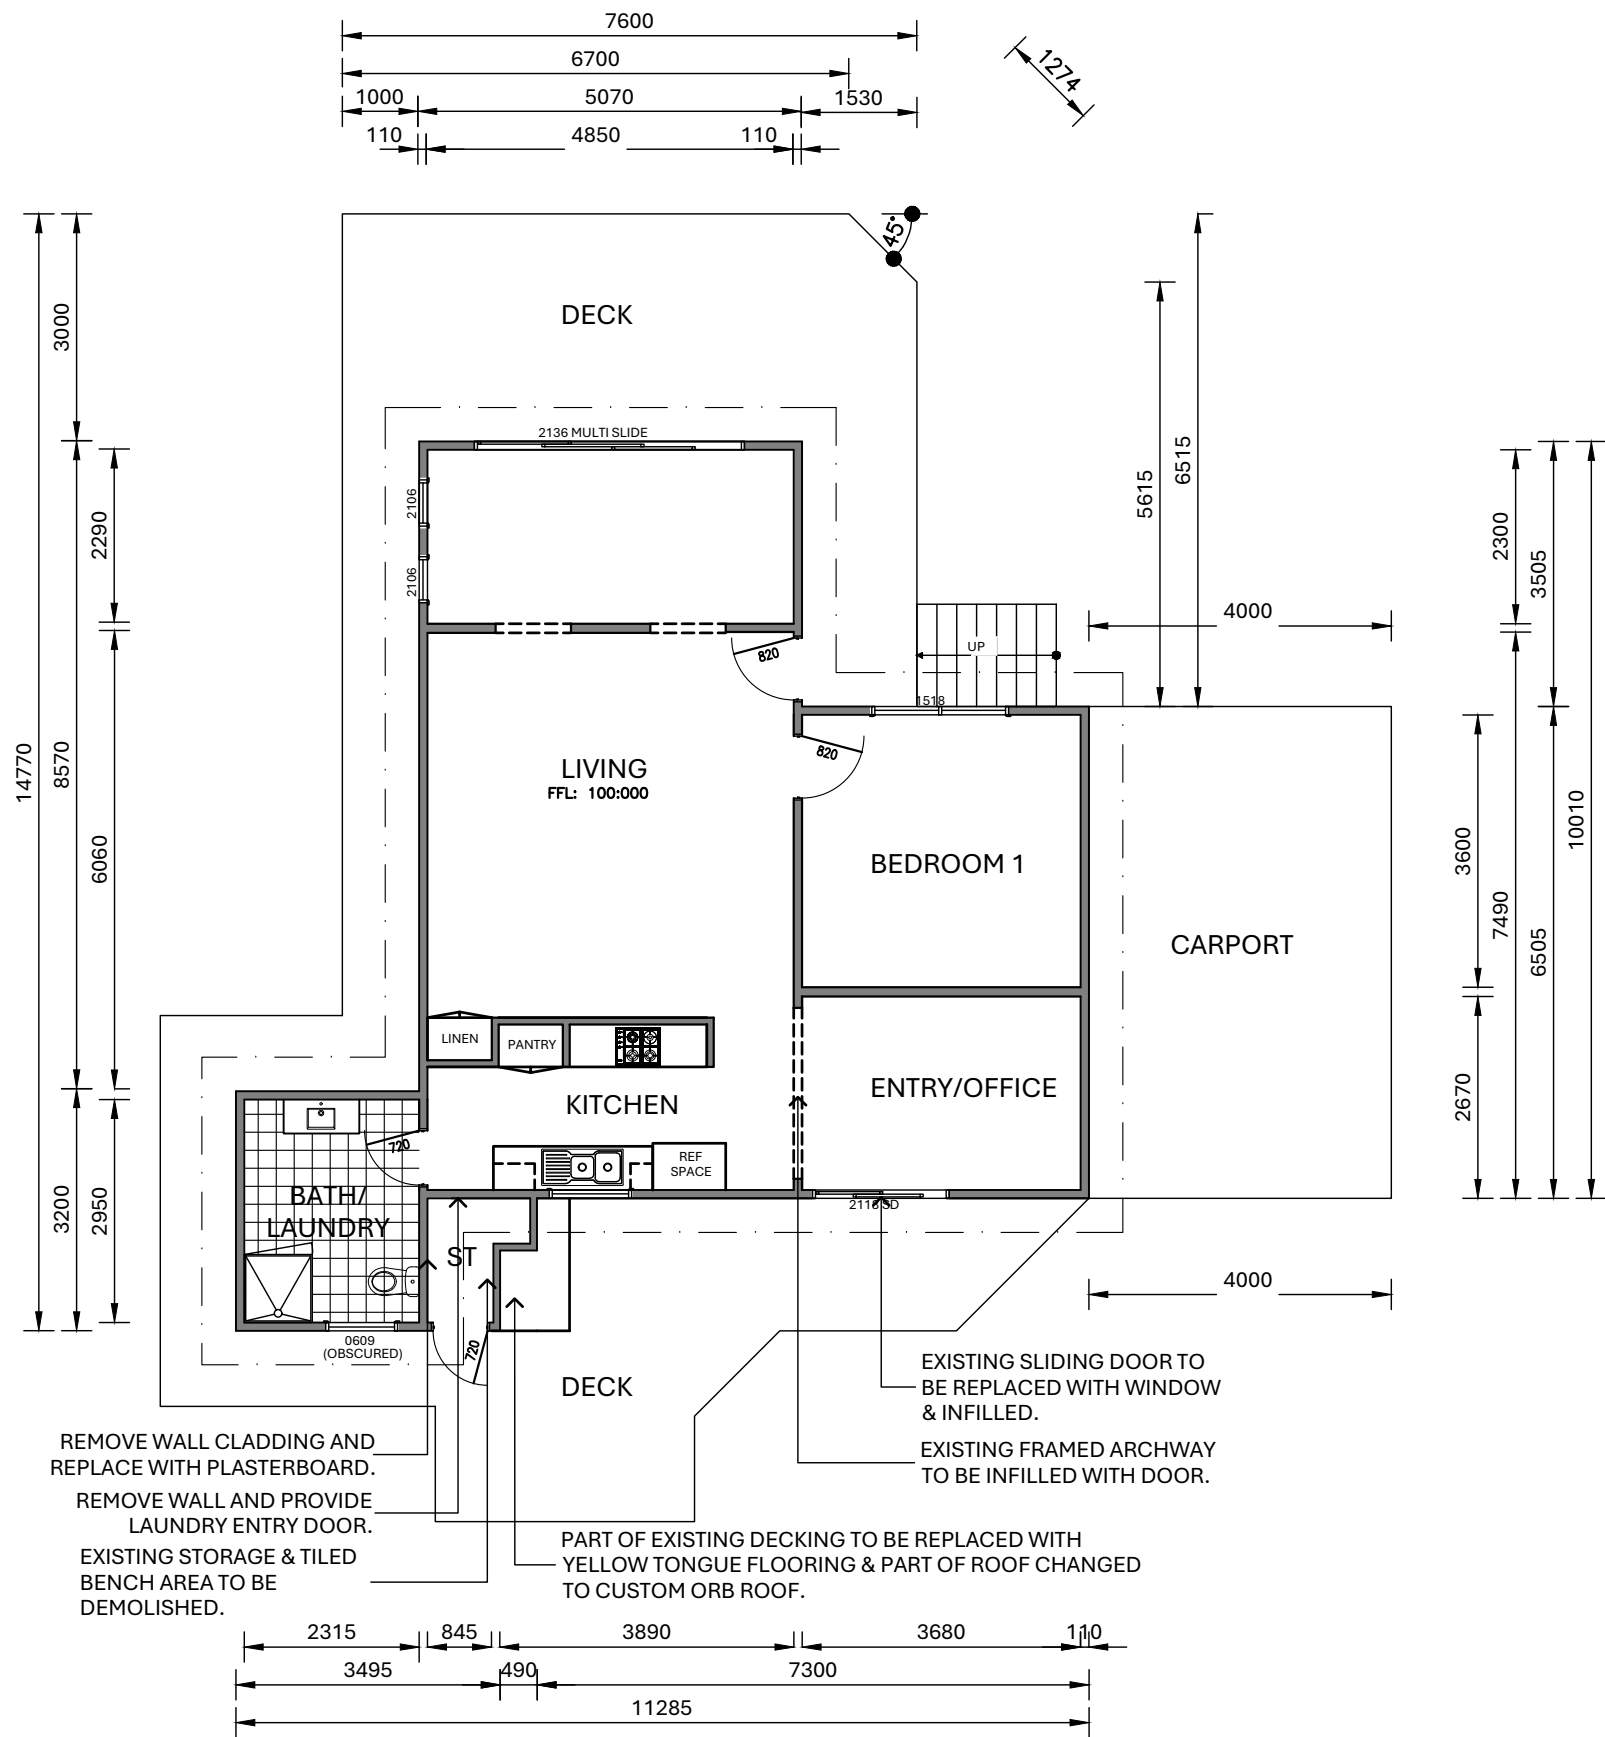 7600
6700
1274
1000
5070
1530
110
4850
110
45°
DECK
3000
2136 MULTI SLIDE
6515
5615
2106
2290
2300
3505
2106
4000
UP
820
1518
820
LIVING
FFL: 100:000
14770
8570
6060
BEDROOM 1
3600
10010
7490
CARPORT
6505
LINEN
PANTRY
ENTRY/OFFICE
KITCHEN
2670
720
REF
SPACE
BATH/
LAUNDRY
3200
2950
2118 SD
ST
4000
0609
(OBSCURED)
720
DECK
EXISTING SLIDING DOOR TO
BE REPLACED WITH WINDOW
& INFILLED.
REMOVE WALL CLADDING AND
REPLACE WITH PLASTERBOARD.
EXISTING FRAMED ARCHWAY
TO BE INFILLED WITH DOOR.
REMOVE WALL AND PROVIDE
LAUNDRY ENTRY DOOR.
PART OF EXISTING DECKING TO BE REPLACED WITH
YELLOW TONGUE FLOORING & PART OF ROOF CHANGED
TO CUSTOM ORB ROOF.
EXISTING STORAGE & TILED
BENCH AREA TO BE
DEMOLISHED.
2315
845
3890
3680
110
3495
490
7300
11285